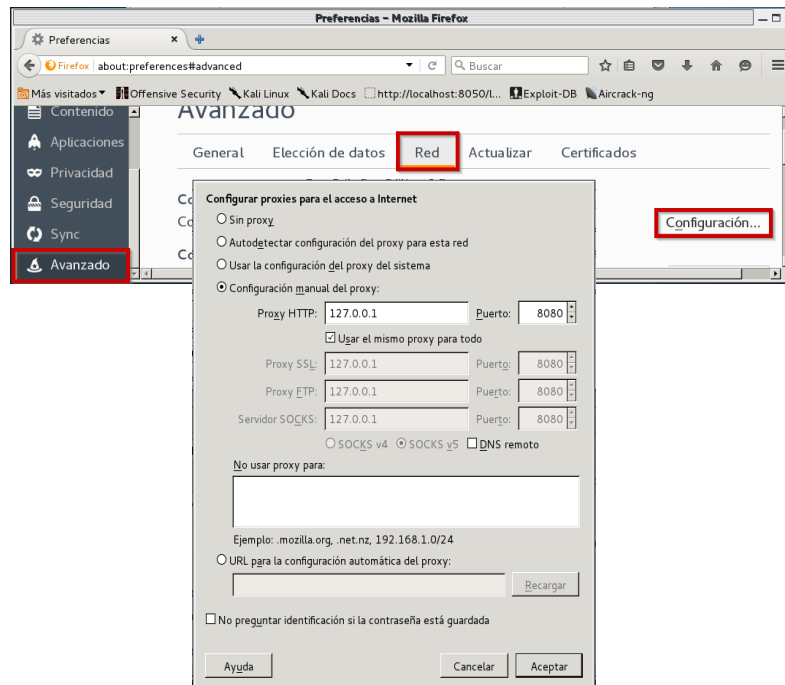 Preferencias - Mozilla Firefox
Preferencias
Firefox about:preferences#advanced
Buscar
Más visitados Offensive Security Kali Linux Kali Docs http://localhost:8050/l... Exploit-DB Aircrack-ng
Contenido
Avanzado
Aplicaciones
General Elección de datos Red Actualizar Certificados
Privacidad
Seguridad
Sync
Avanzado
Configuración...
Configurar proxies para el acceso a Internet
Sin proxy
Autodetectar configuración del proxy para esta red
Usar la configuración del proxy del sistema
Configuración manual del proxy:
Proxy HTTP: 127.0.0.1 Puerto: 8080
Usar el mismo proxy para todo
Proxy SSL: 127.0.0.1 Puerto: 8080
Proxy FTP: 127.0.0.1 Puerto: 8080
Servidor SOCKS: 127.0.0.1 Puerto: 8080
SOCKS v4 SOCKS v5 DNS remoto
No usar proxy para:
Ejemplo: .mozilla.org, .net.nz, 192.168.1.0/24
URL para la configuración automática del proxy:
Recargar
No preguntar identificación si la contraseña está guardada
Ayuda Cancelar Aceptar